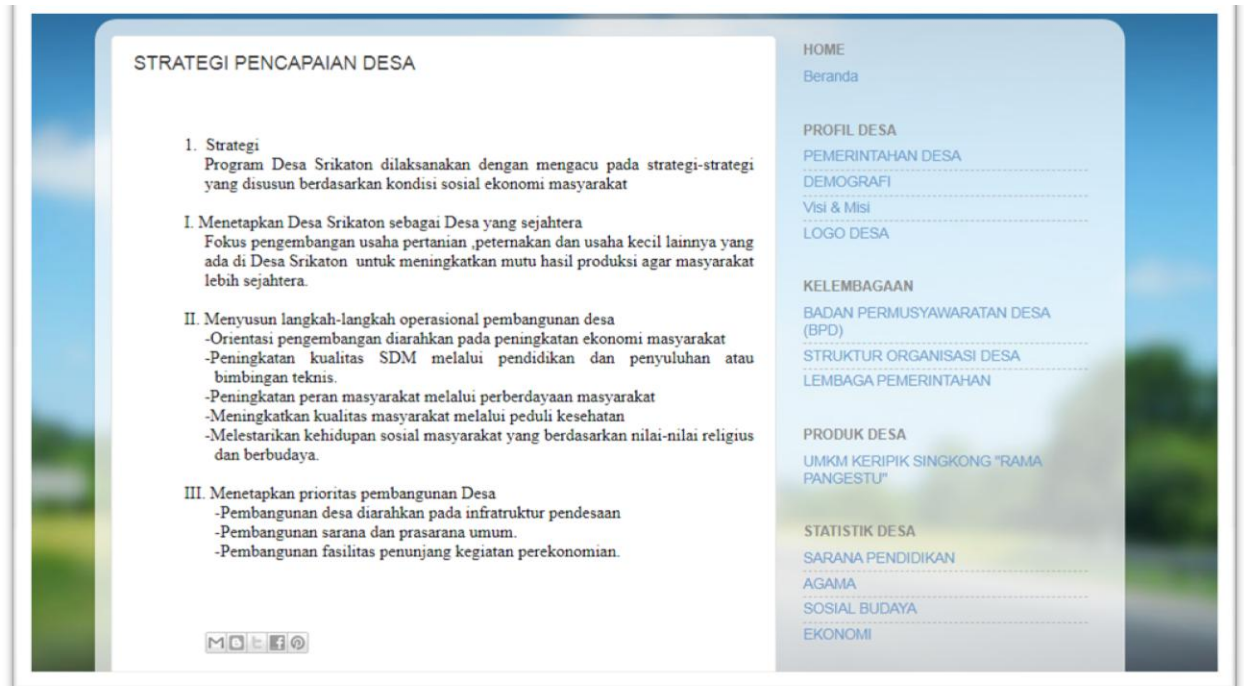 STRATEGI PENCAPAIAN DESA
1. Strategi
Program Desa Srikaton dilaksanakan dengan mengacu pada strategi-strategi
yang disusun berdasarkan kondisi sosial ekonomi masyarakat
I. Menetapkan Desa Srikaton sebagai Desa yang sejahtera
Fokus pengembangan usaha pertanian ,peternakan dan usaha kecil lainnya yang
ada di Desa Srikaton untuk meningkatkan mutu hasil produksi agar masyarakat
lebih sejahtera.
II. Menyusun langkah-langkah operasional pembangunan desa
-Orientasi pengembangan diarahkan pada peningkatan ekonomi masyarakat
-Peningkatan kualitas SDM melalui pendidikan dan penyuluhan atau
bimbingan teknis.
-Peningkatan peran masyarakat melalui perberdayaan masyarakat
-Meningkatkan kualitas masyarakat melalui peduli kesehatan
-Melestarikan kehidupan sosial masyarakat yang berdasarkan nilai-nilai religius
dan berbudaya.
III. Menetapkan prioritas pembangunan Desa
-Pembangunan desa diarahkan pada infratruktur pendesaan
-Pembangunan sarana dan prasarana umum.
-Pembangunan fasilitas penunjang kegiatan perekonomian.
HOME
Beranda
PROFIL DESA
PEMERINTAHAN DESA
DEMOGRAFI
Visi & Misi
LOGO DESA
KELEMBAGAAN
BADAN PERMUSYAWARATAN DESA
(BPD)
STRUKTUR ORGANISASI DESA
LEMBAGA PEMERINTAHAN
PRODUK DESA
UMKM KERIPIK SINGKONG "RAMA
PANGESTU"
STATISTIK DESA
SARANA PENDIDIKAN
AGAMA
SOSIAL BUDAYA
EKONOMI